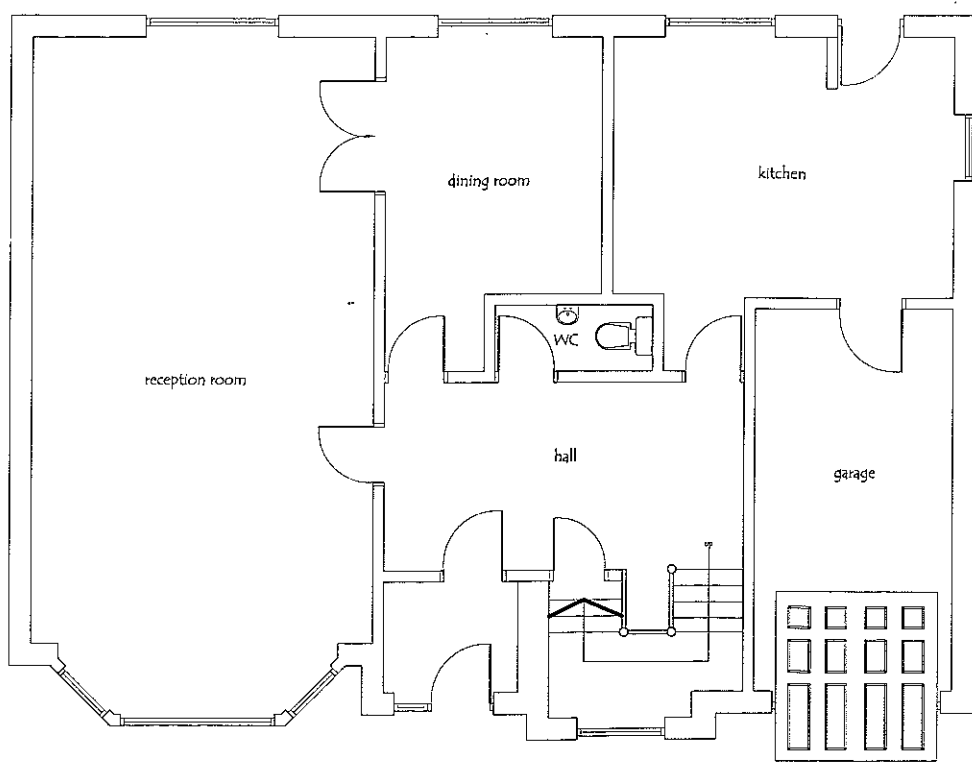 dining room
kitchen
WC
reception room
hall
garage